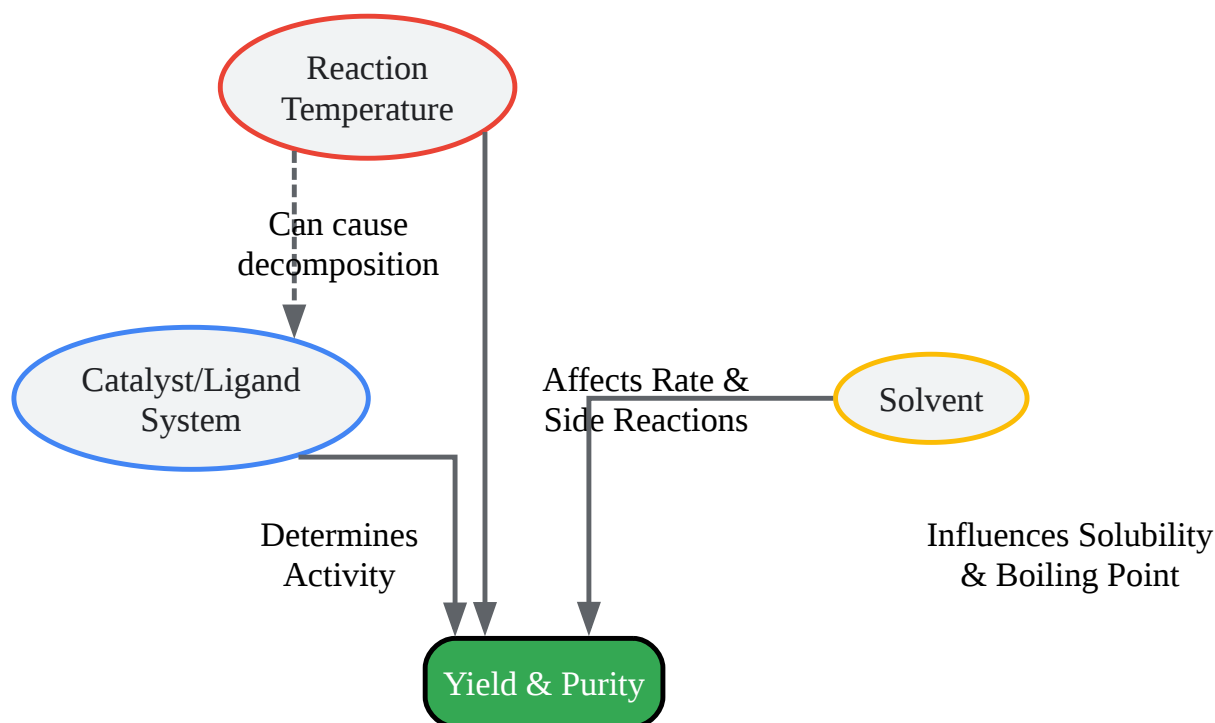 Reaction
Temperature
Can cause
decomposition
Catalyst/Ligand
System
Affects Rate &
Side Reactions
Solvent
Determines
Activity
Influences Solubility
& Boiling Point
Yield & Purity